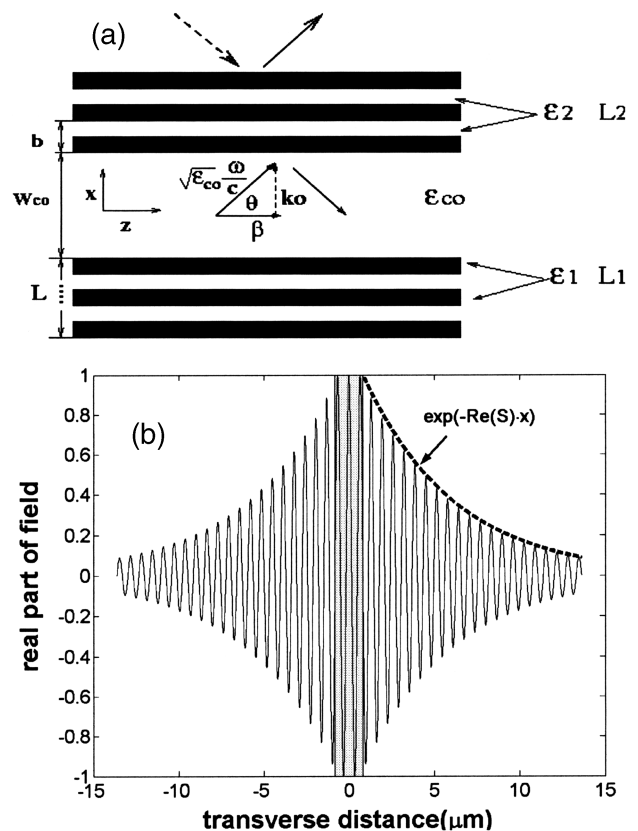 (a)
b
ε2 L2
√εco ω/c
Wco
x
z
θ
ko
β
εco
L
ε1 L1
(b)
exp(-Re(S)·x)
real part of field
1
0.8
0.6
0.4
0.2
0
-0.2
-0.4
-0.6
-0.8
-1
-15 -10 -5 0 5 10 15
transverse distance(μm)